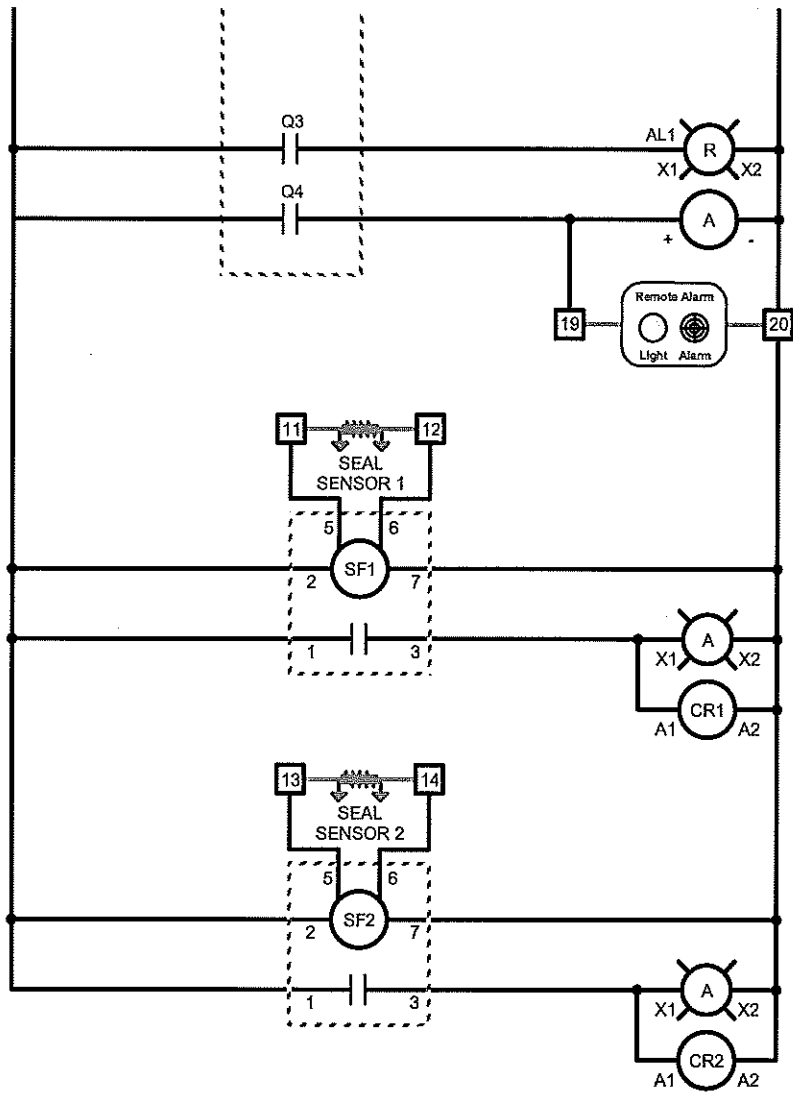 Q3
AL1
R
X1
X2
Q4
A
+
-
Remote Alarm
19
20
Light
Alarm
11
12
SEAL
SENSOR 1
5
6
SF1
2
7
A
1
3
X1
X2
CR1
A1
A2
13
14
SEAL
SENSOR 2
5
6
SF2
2
7
A
1
3
X1
X2
CR2
A1
A2